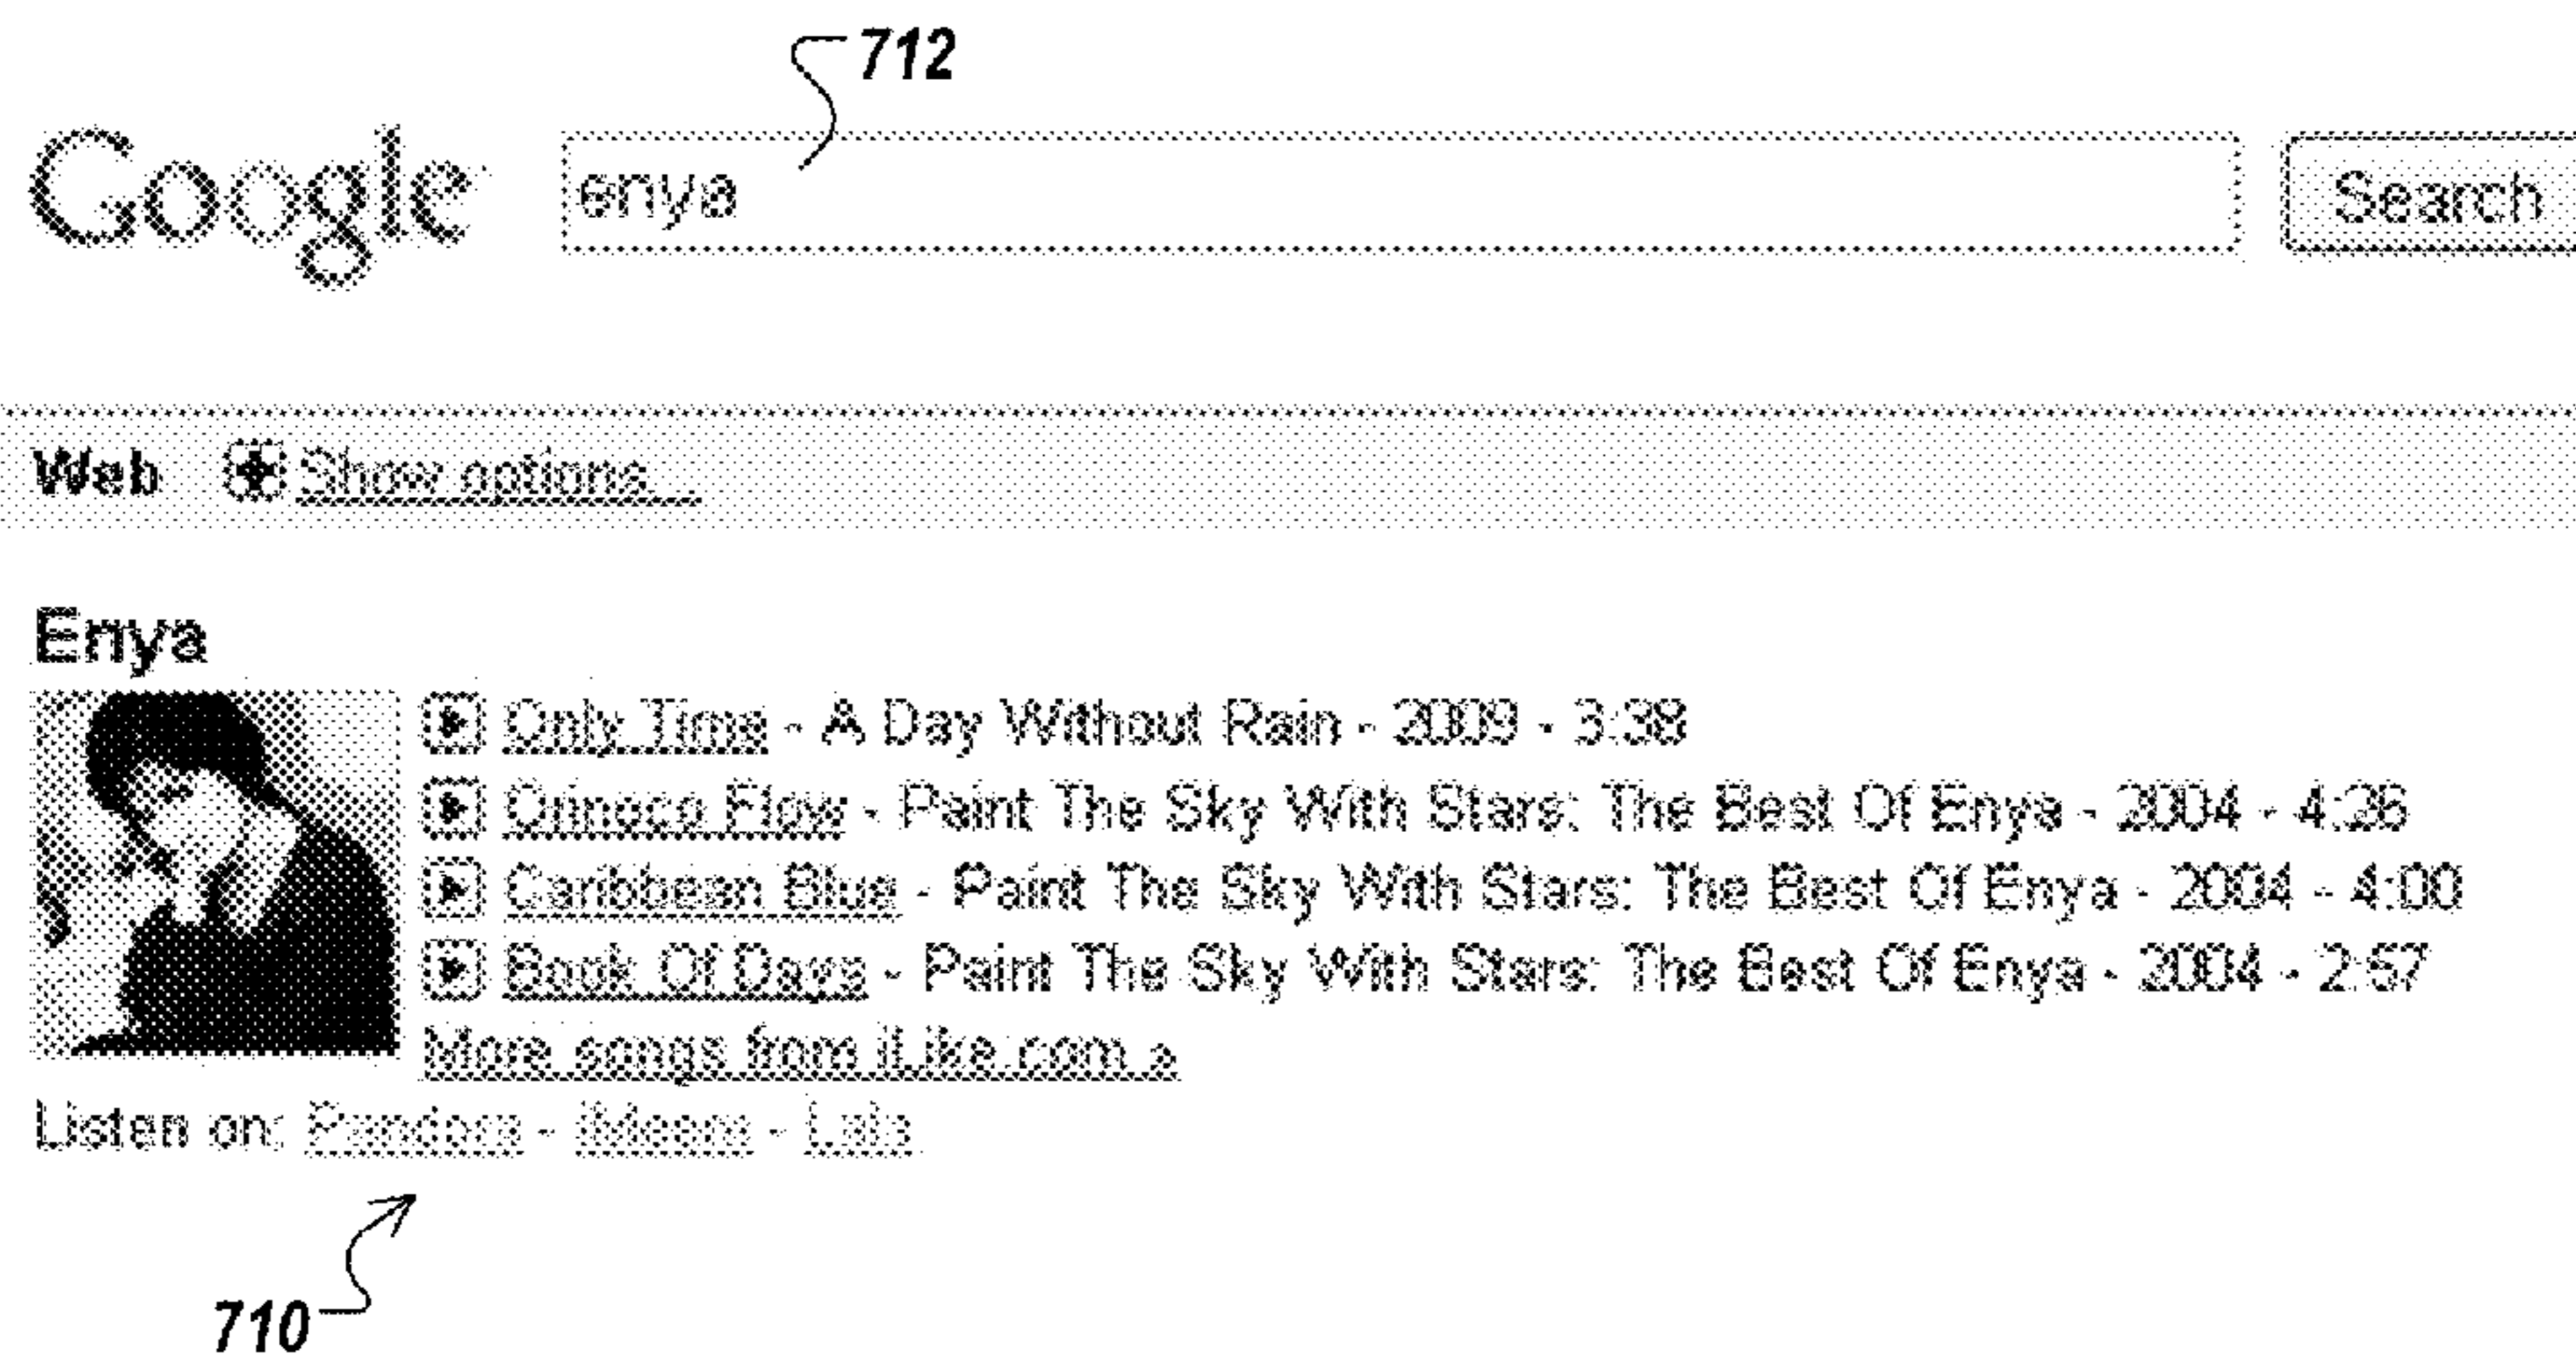 712
Google enya Search
Web Show options...
Enya
Only Time - A Day Without Rain - 2009 - 3:38
Orinoco Flow - Paint The Sky With Stars: The Best Of Enya - 2004 - 4:26
Caribbean Blue - Paint The Sky With Stars: The Best Of Enya - 2004 - 4:00
Book Of Days - Paint The Sky With Stars: The Best Of Enya - 2004 - 2:57
More songs from iLike.com »
Listen on: Pandora - iMeem - Lala
710